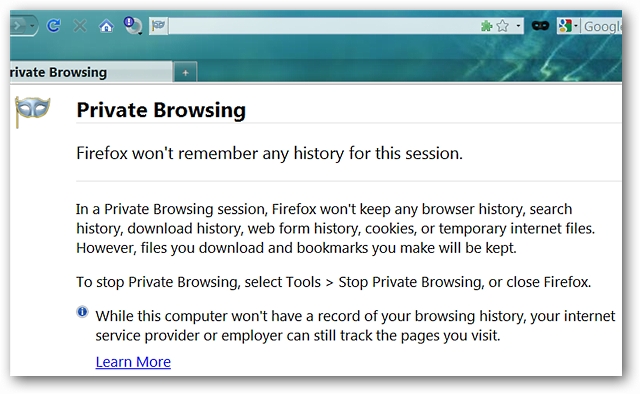 Google
rivate Browsing
Private Browsing
Firefox won't remember any history for this session.
In a Private Browsing session, Firefox won't keep any browser history, search
history, download history, web form history, cookies, or temporary internet files.
However, files you download and bookmarks you make will be kept.
To stop Private Browsing, select Tools > Stop Private Browsing, or close Firefox.
While this computer won't have a record of your browsing history, your internet
service provider or employer can still track the pages you visit.
Learn More